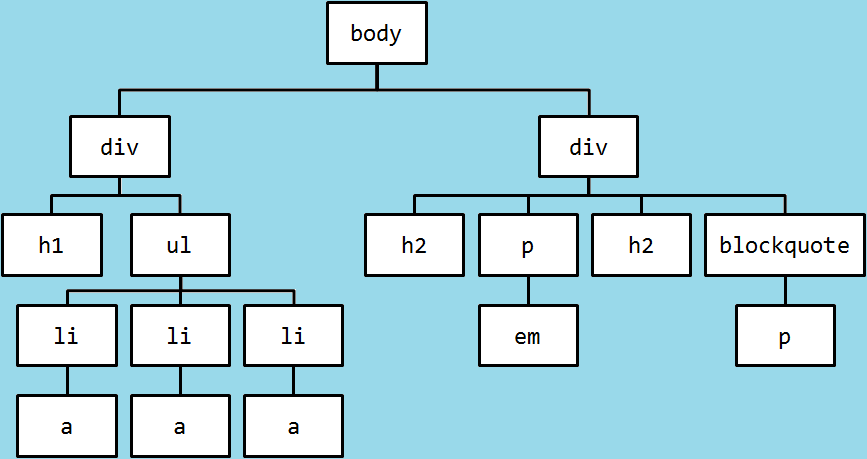 body
div div
h1 ul h2 p h2 blockquote
li li li em p
a a a